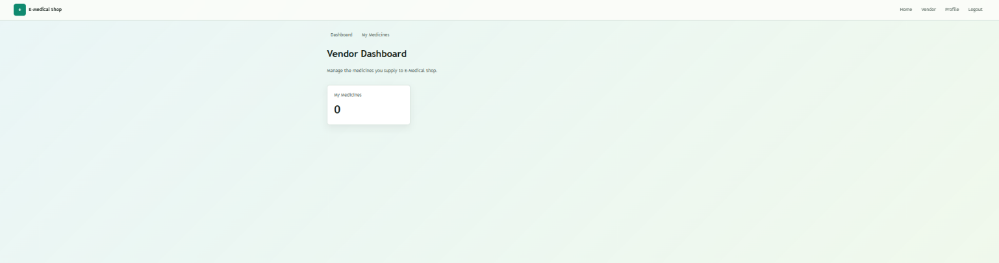 E-Medical Shop
Home Vendor Profile Logout
Dashboard My Medicines
Vendor Dashboard
Manage the medicines you supply to E-Medical Shop.
My Medicines
0